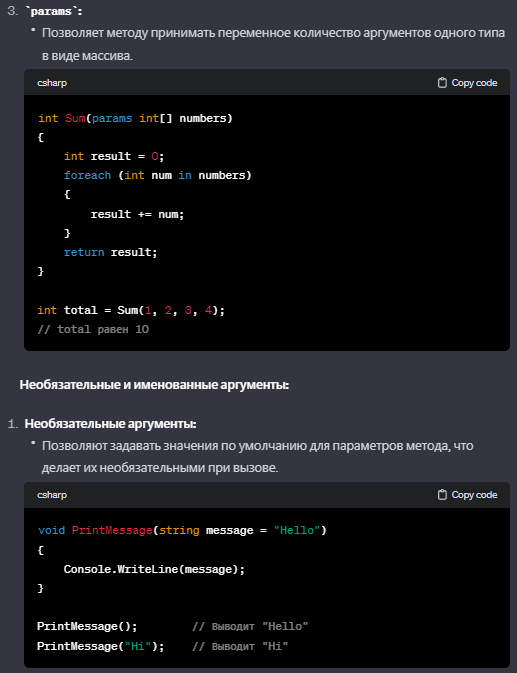 3. `params`:
• Позволяет методу принимать переменное количество аргументов одного типа
в виде массива.
csharp Copy code
int Sum(params int[] numbers)
{
    int result = 0;
    foreach (int num in numbers)
    {
        result += num;
    }
    return result;
}
int total = Sum(1, 2, 3, 4);
// total равен 10
Необязательные и именованные аргументы:
1. Необязательные аргументы:
• Позволяют задавать значения по умолчанию для параметров метода, что
делает их необязательными при вызове.
csharp Copy code
void PrintMessage(string message = "Hello")
{
    Console.WriteLine(message);
}
PrintMessage();        // Выводит "Hello"
PrintMessage("Hi");    // Выводит "Hi"